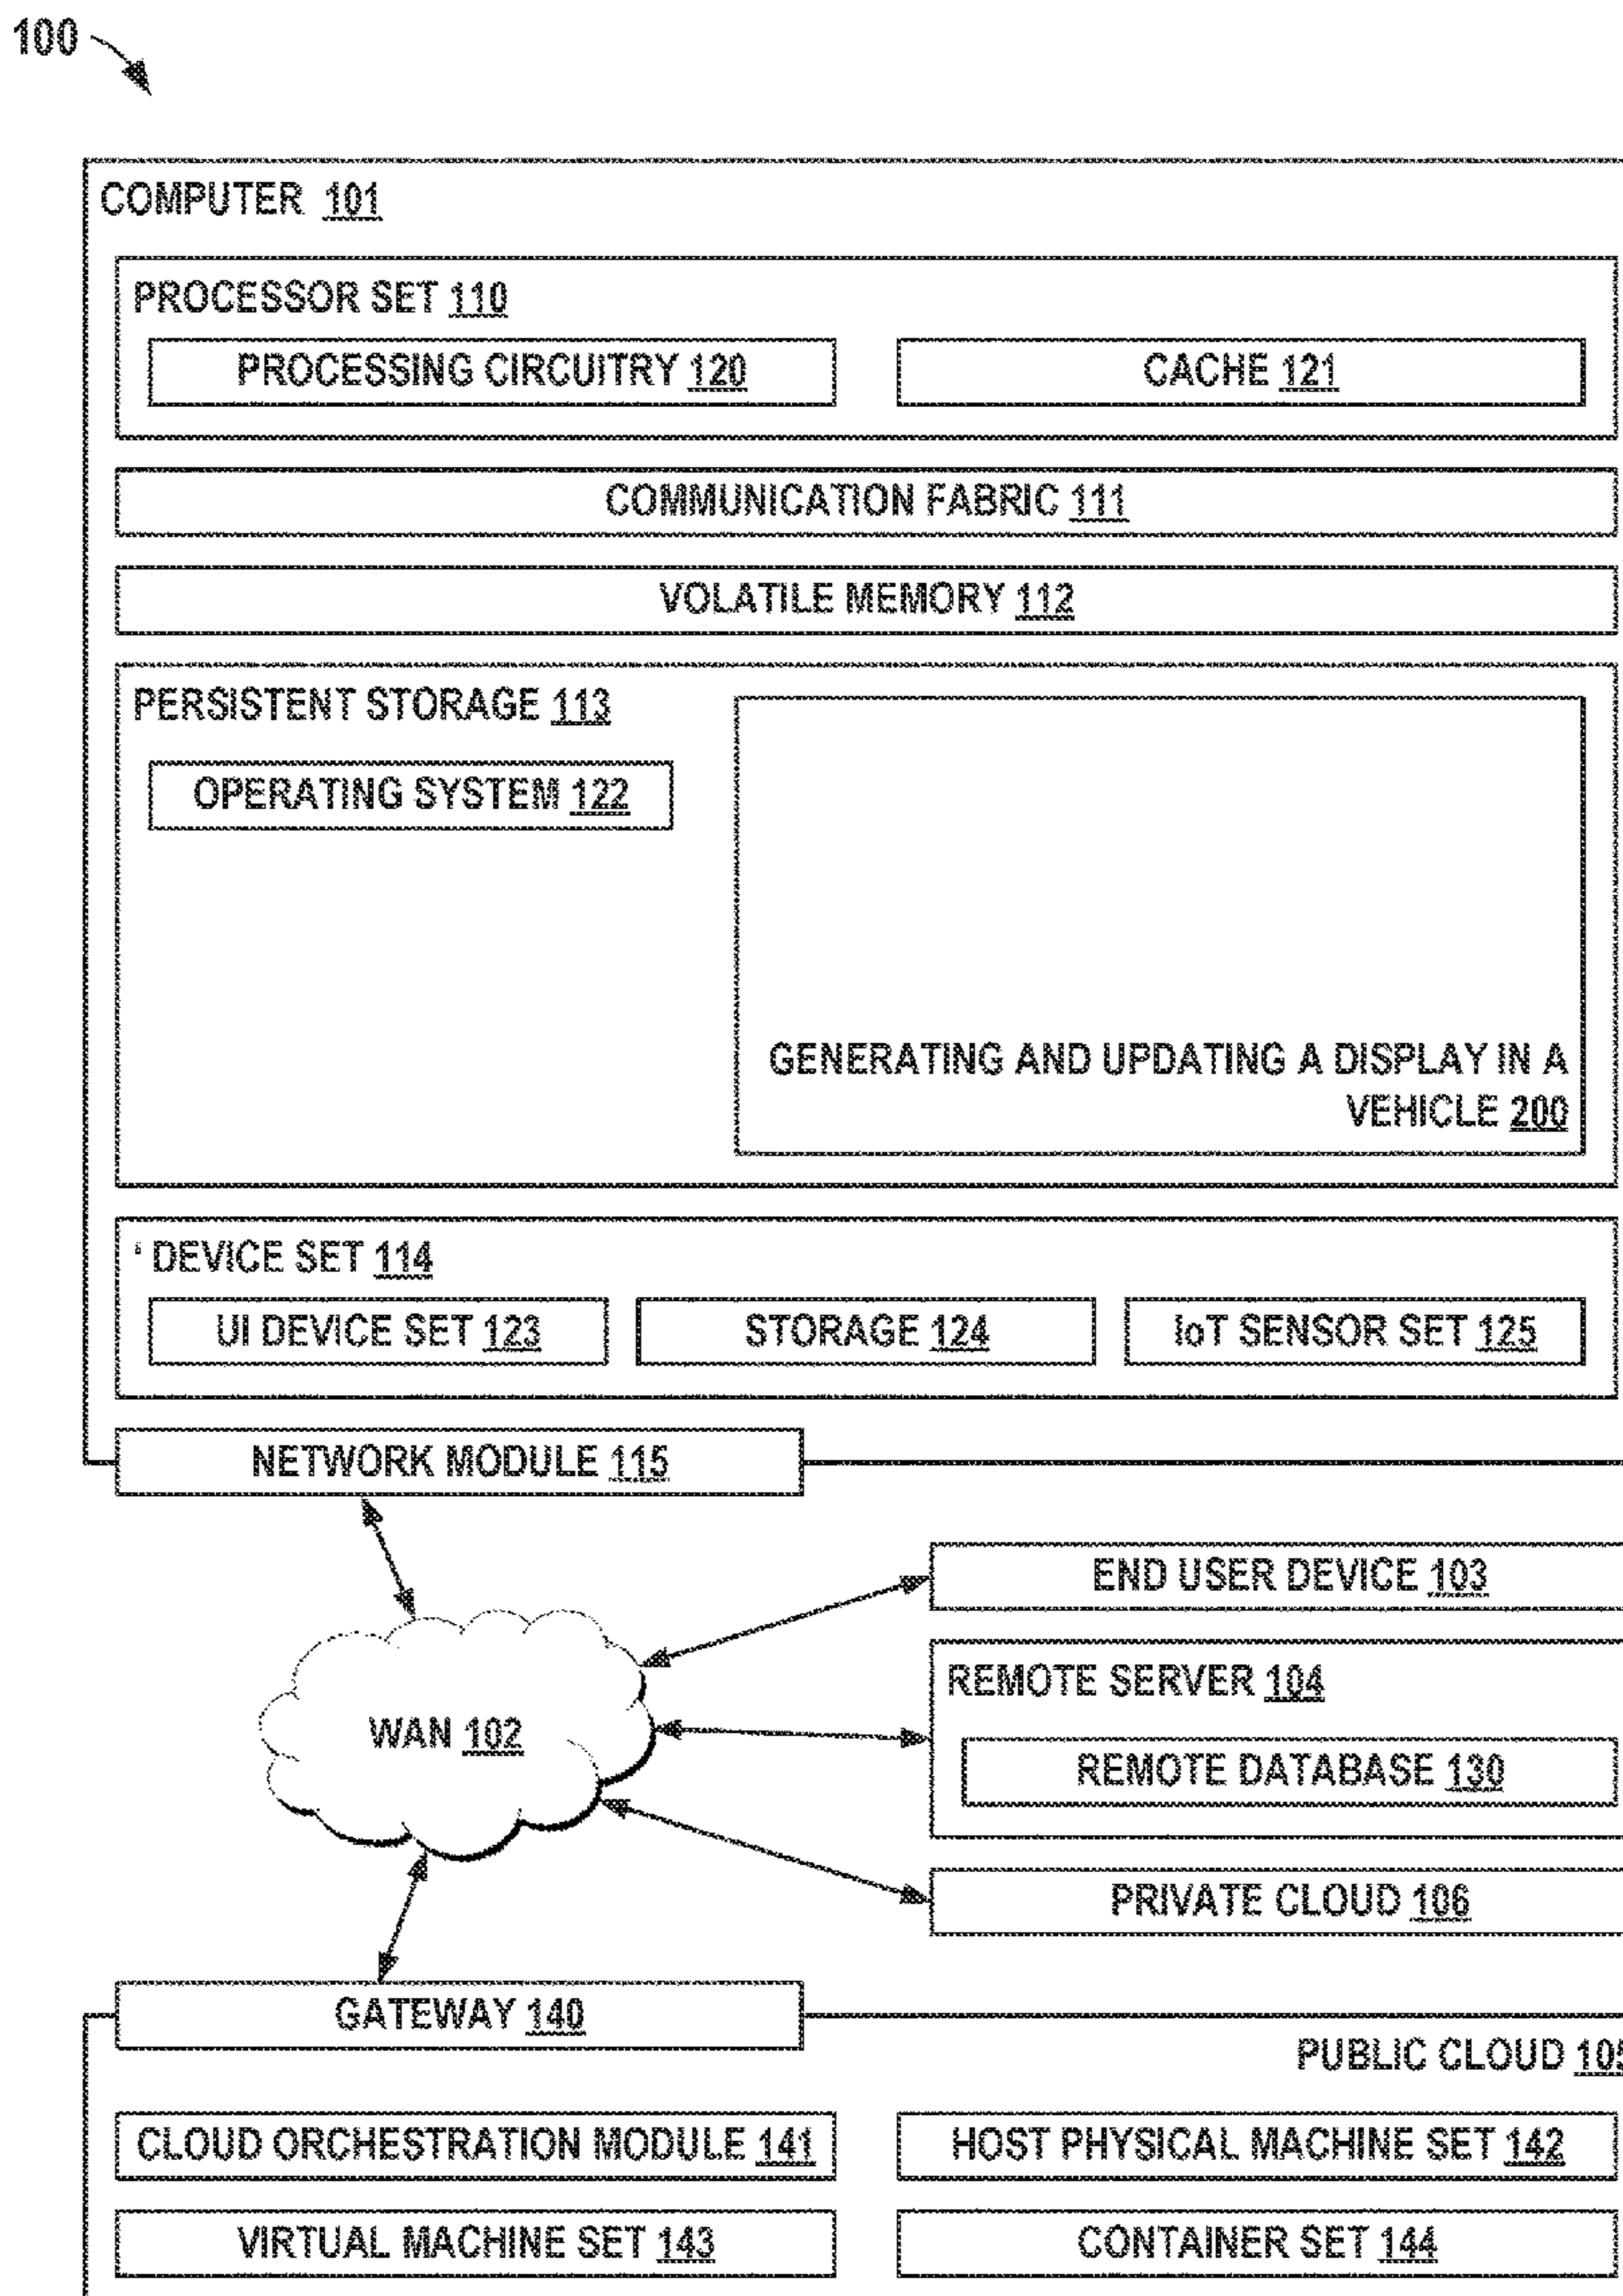 100
COMPUTER 101
PROCESSOR SET 110
PROCESSING CIRCUITRY 120
CACHE 121
COMMUNICATION FABRIC 111
VOLATILE MEMORY 112
PERSISTENT STORAGE 113
OPERATING SYSTEM 122
GENERATING AND UPDATING A DISPLAY IN A
VEHICLE 200
DEVICE SET 114
UI DEVICE SET 123
STORAGE 124
IoT SENSOR SET 125
NETWORK MODULE 115
END USER DEVICE 103
REMOTE SERVER 104
WAN 102
REMOTE DATABASE 130
PRIVATE CLOUD 106
GATEWAY 140
PUBLIC CLOUD 105
CLOUD ORCHESTRATION MODULE 141
HOST PHYSICAL MACHINE SET 142
VIRTUAL MACHINE SET 143
CONTAINER SET 144